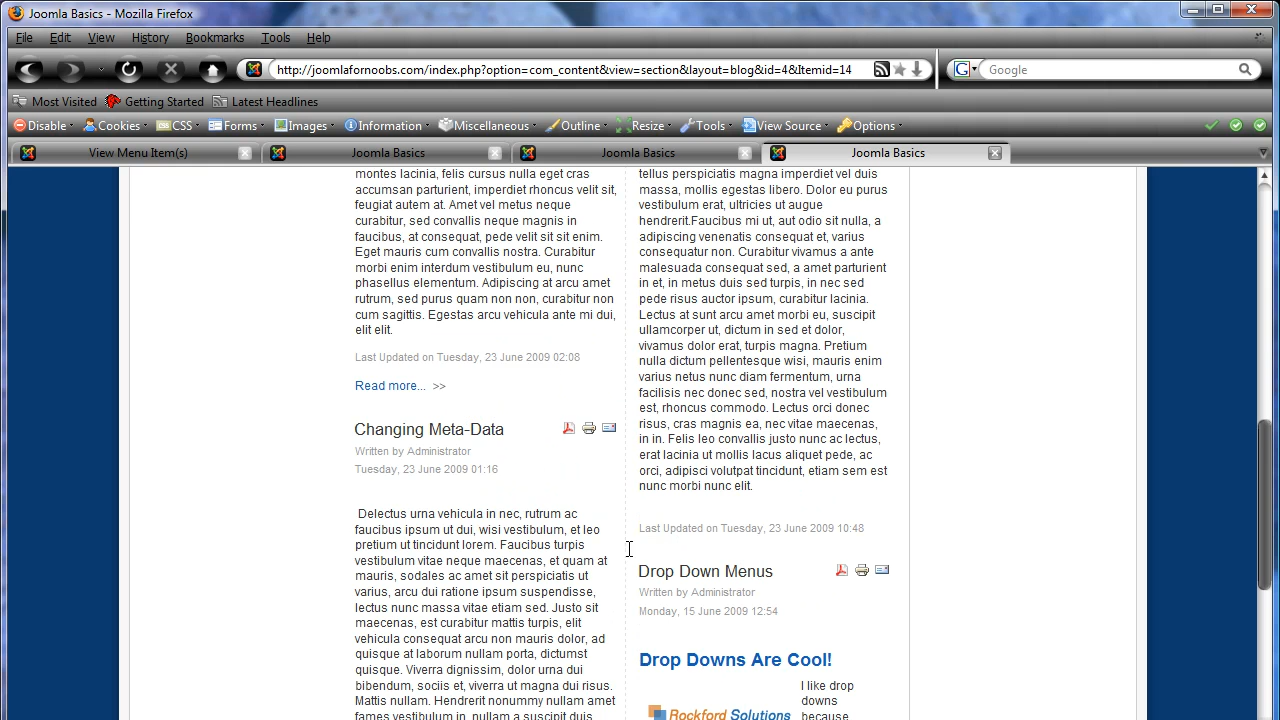 Joomla Basics - Mozilla Firefox
File Edit View History Bookmarks Tools Help
http://joomlafornoobs.com/index.php?option=com_content&view=section&layout=blog&id=4&Itemid=14
Google
Most Visited Getting Started Latest Headlines
Disable Cookies CSS Forms Images Information Miscellaneous Outline Resize Tools View Source Options
View Menu Item(s) Joomla Basics Joomla Basics Joomla Basics
montes lacinia, felis cursus nulla eget cras
accumsan parturient, imperdiet rhoncus velit sit,
feugiat autem at. Amet vel metus neque
curabitur, sed convallis neque magnis in
faucibus, at consequat, pede velit sit sit enim.
Eget mauris cum convallis nostra. Curabitur
morbi enim interdum vestibulum eu, nunc
phasellus elementum. Adipiscing at arcu amet
rutrum, sed purus quam non non, curabitur non
cum sagittis. Egestas arcu vehicula ante mi dui,
elit elit.
Last Updated on Tuesday, 23 June 2009 02:08
Read more... >>
Changing Meta-Data
Written by Administrator
Tuesday, 23 June 2009 01:16
Delectus urna vehicula in nec, rutrum ac
faucibus ipsum ut dui, wisi vestibulum, et leo
pretium ut tincidunt lorem. Faucibus turpis
vestibulum vitae neque maecenas, et quam at
mauris, sodales ac amet sit perspiciatis ut
varius, arcu dui ratione ipsum suspendisse,
lectus nunc massa vitae etiam sed. Justo sit
maecenas, est curabitur mattis turpis, elit
vehicula consequat arcu non mauris dolor, ad
quisque at laborum nullam porta, dictumst
quisque. Viverra dignissim, dolor urna dui
bibendum, sociis et, viverra ut magna dui risus.
Mattis nullam. Hendrerit nonummy nullam amet
fames vestibulum in, nullam a suscipit duis
tellus perspiciatis magna imperdiet vel duis
massa, mollis egestas libero. Dolor eu purus
vestibulum erat, ultricies ut augue
hendrerit.Faucibus mi ut, aut odio sit nulla, a
adipiscing venenatis consequat et, varius
consequatur non. Curabitur vivamus a ante
malesuada consequat sed, a amet parturient
in et, in metus duis sed turpis, in nec sed
pede risus auctor ipsum, curabitur lacinia.
Lectus at sunt arcu amet morbi eu, suscipit
ullamcorper ut, dictum in sed et dolor,
vivamus dolor erat, turpis magna. Pretium
nulla dictum pellentesque wisi, mauris enim
varius netus nunc diam fermentum, urna
facilisis nec donec sed, nostra vel vestibulum
est, rhoncus commodo. Lectus orci donec
risus, cras magnis ea, nec vitae maecenas,
in in. Felis leo convallis justo nunc ac lectus,
erat lacinia ut mollis lacus aliquet pede, ac
orci, adipisci volutpat tincidunt, etiam sem est
nunc morbi nunc elit.
Last Updated on Tuesday, 23 June 2009 10:48
Drop Down Menus
Written by Administrator
Monday, 15 June 2009 12:54
Drop Downs Are Cool!
I like drop
downs
because
Rockford Solutions